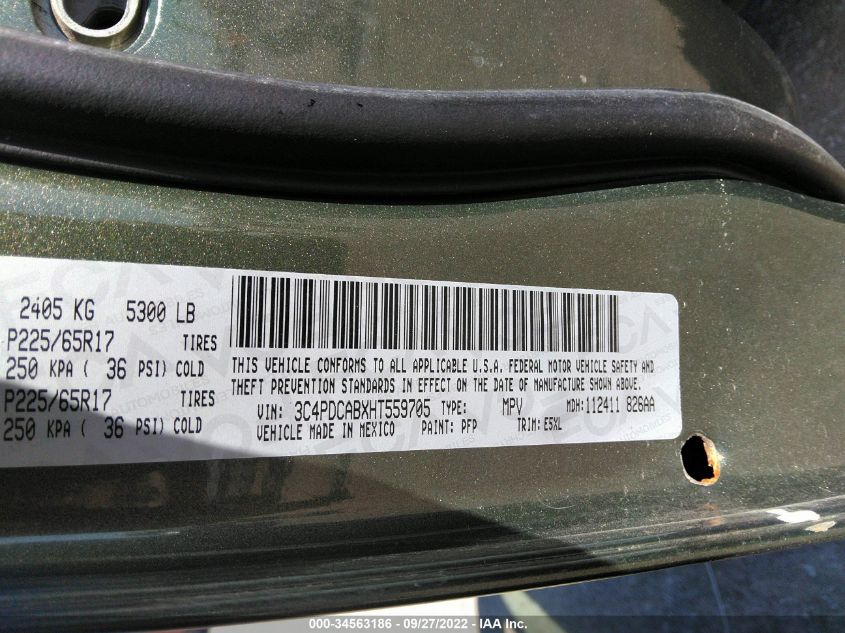 2405 KG 5300 LB
P225/65R17 TIRES
250 KPA ( 36 PSI) COLD
P225/65R17 TIRES
250 KPA ( 36 PSI) COLD
THIS VEHICLE CONFORMS TO ALL APPLICABLE U.S.A. FEDERAL MOTOR VEHICLE SAFETY AND
THEFT PREVENTION STANDARDS IN EFFECT ON THE DATE OF MANUFACTURE SHOWN ABOVE.
VIN: 3C4PDCABXHT559705 TYPE: MPV MDH:112411 826AA
VEHICLE MADE IN MEXICO PAINT: PFP TRIM: E5XL
000-34563186 - 09/27/2022 - IAA Inc.